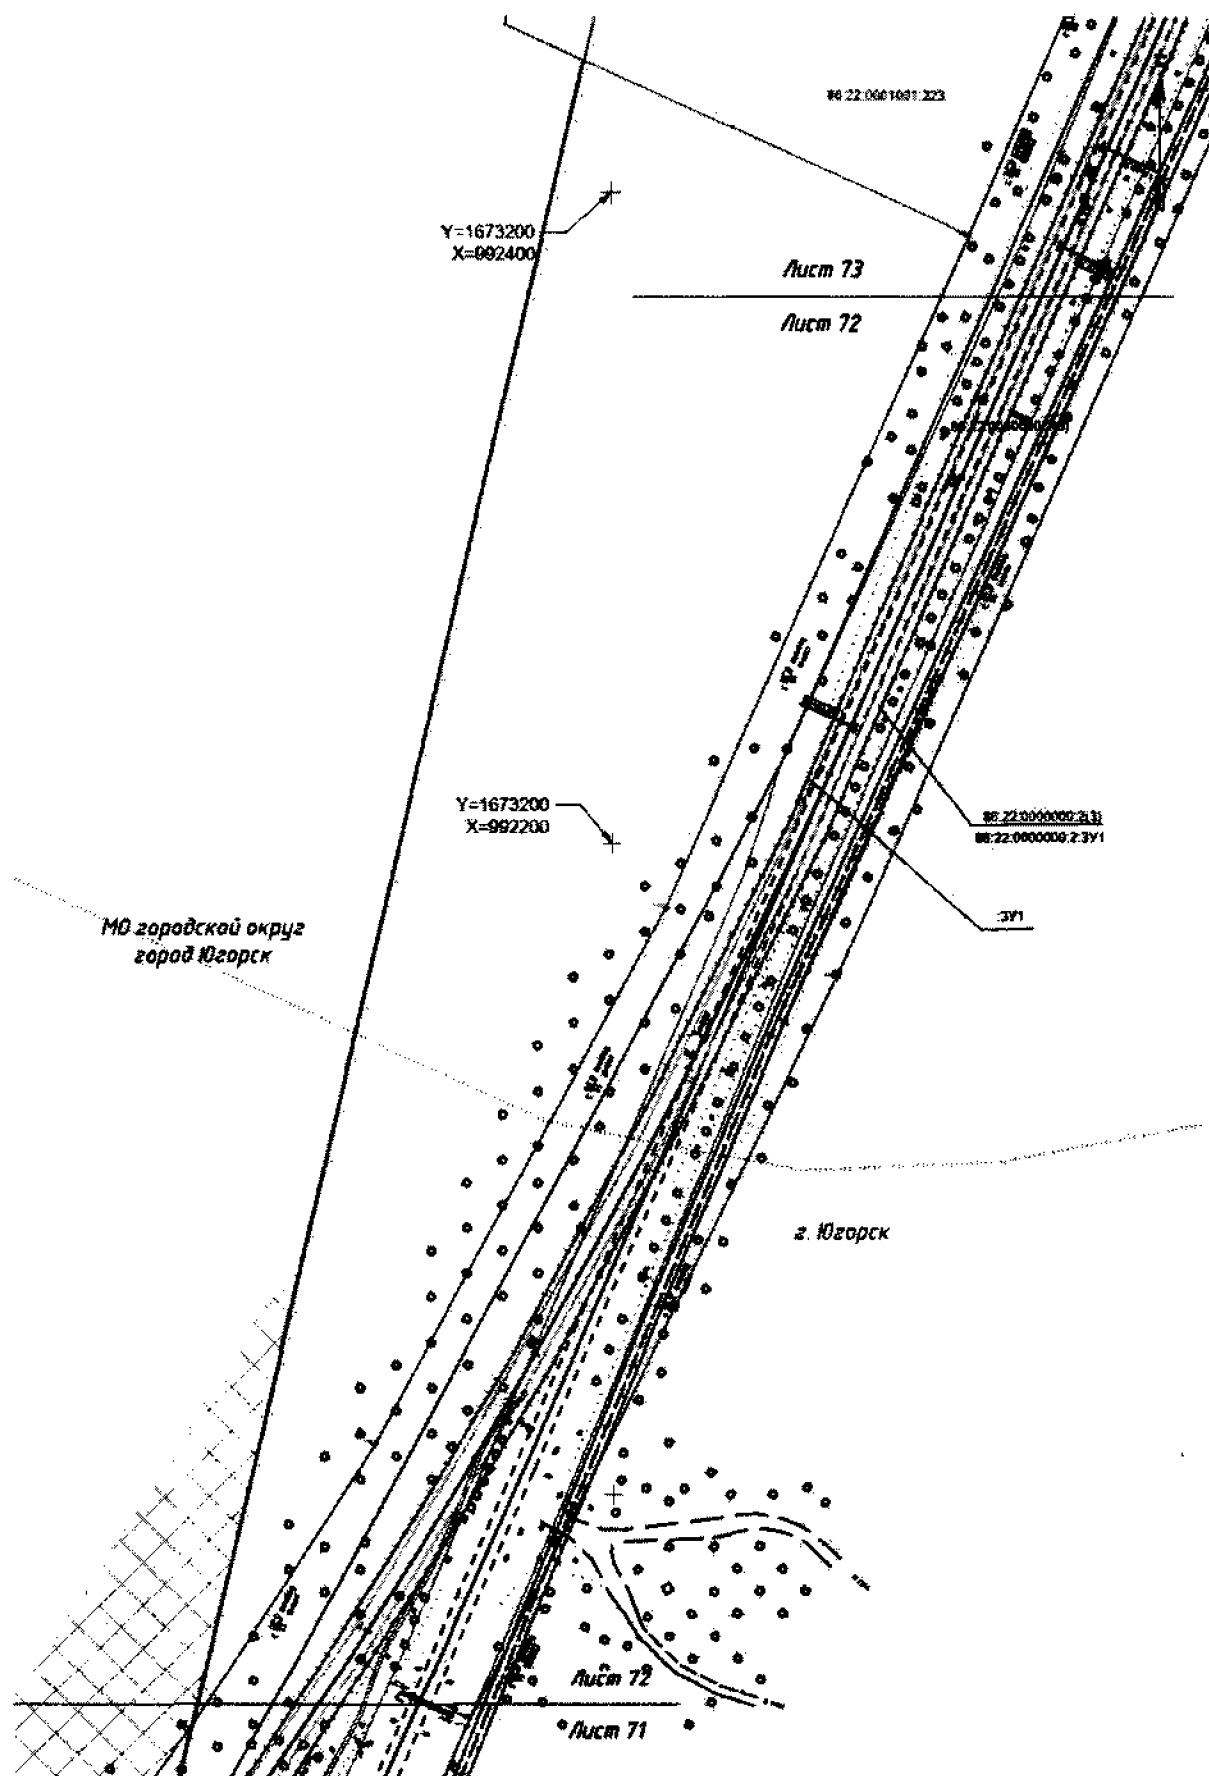 86:22:0001001:223
Y=1673200
X=992400
Лист 73
Лист 72
Y=1673200
X=992200
86:22:0000000:2(3)
86:22:0000000:2:ЗУ1
:ЗУ1
МО городской округ
город Югорск
г. Югорск
Лист 72
Лист 71